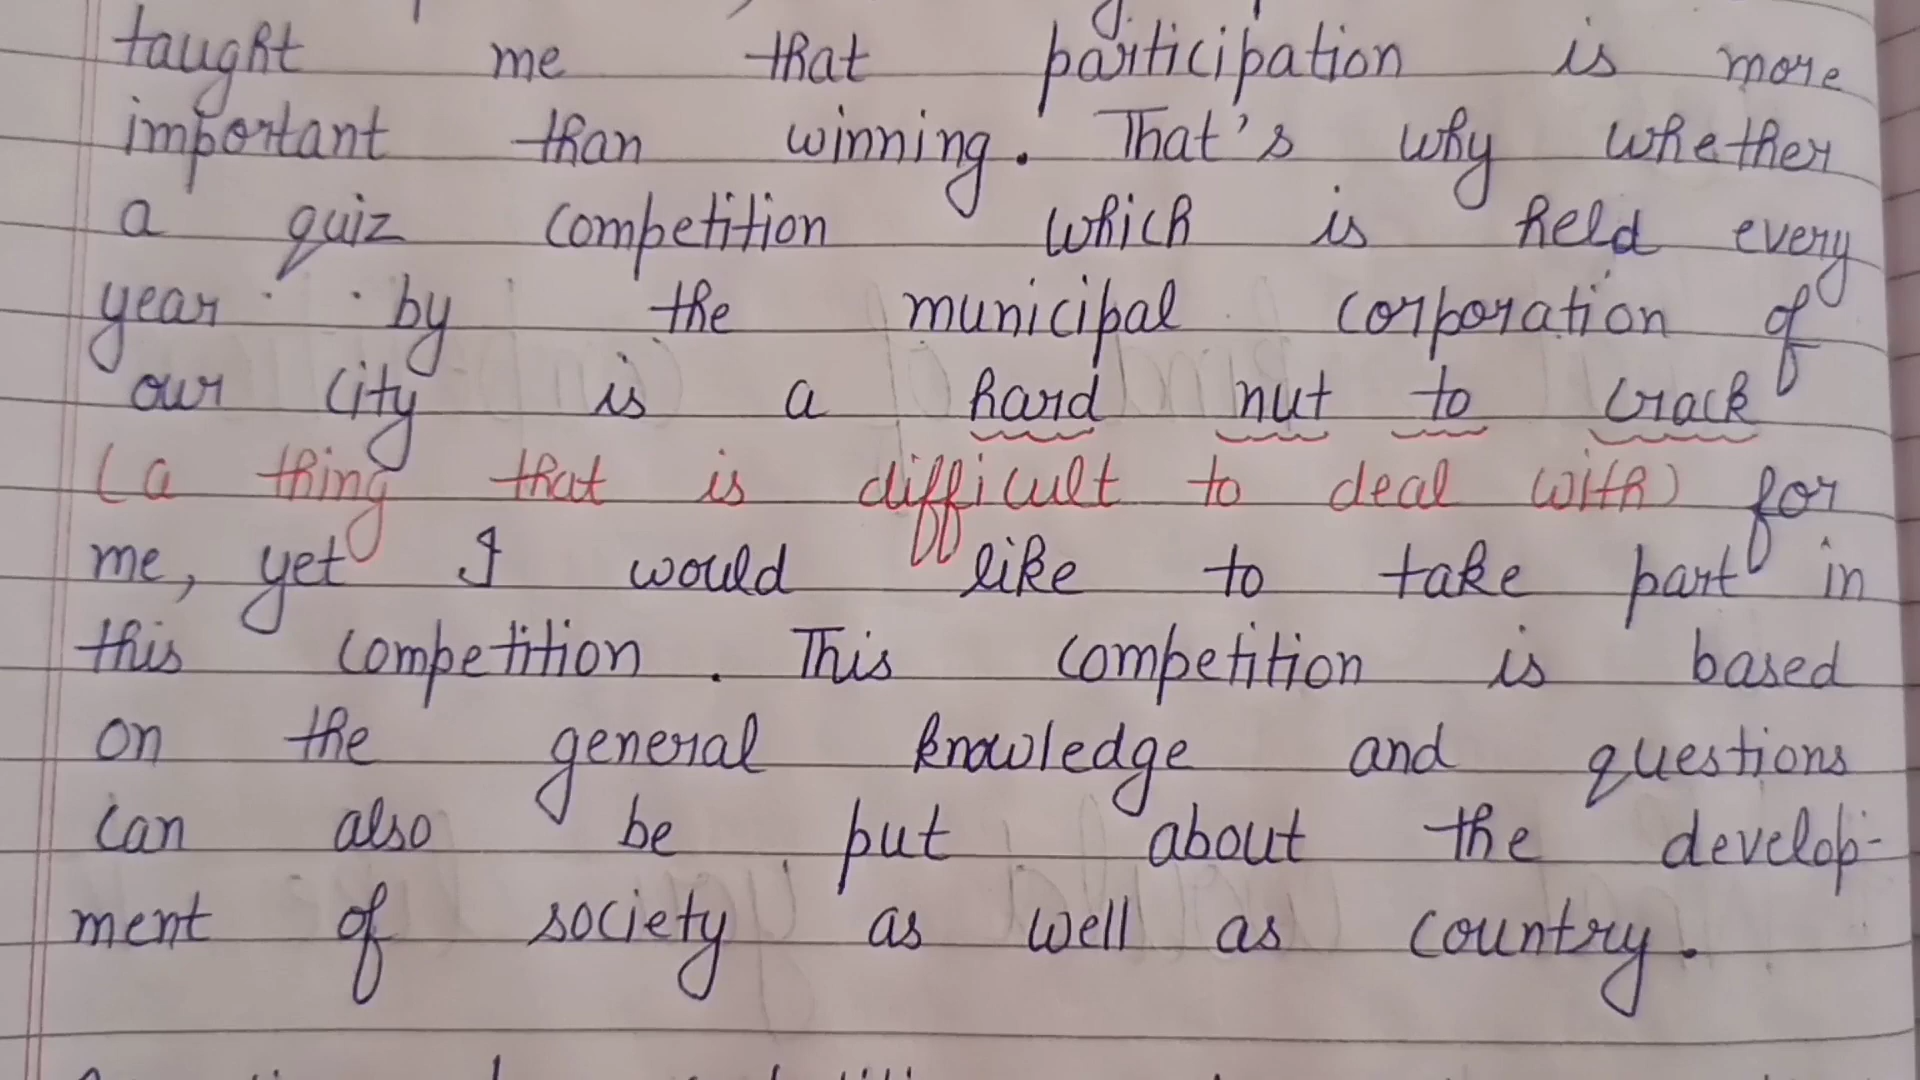 taught me that participation is more
important than winning. That's why whether
a quiz competition which is held every
year by the municipal corporation of
our city is a hard nut to crack
(a thing that is difficult to deal with) for
me, yet I would like to take part in
this competition. This competition is based
on the general knowledge and questions
can also be put about the develop-
ment of society as well as country.